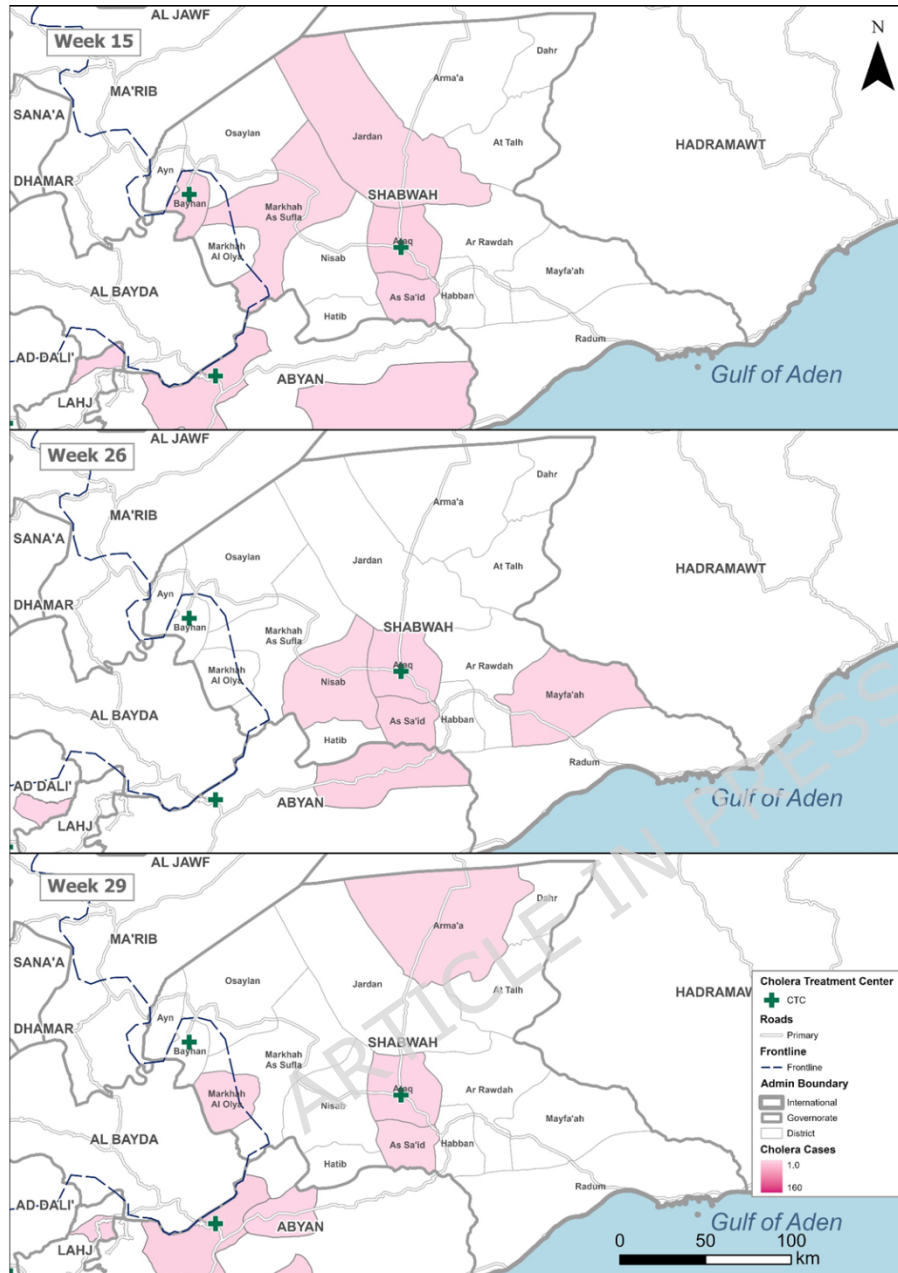 Week 15
AL JAWF
N
Dahr
Arma'a
MA'RIB
SANA'A
Osaylan
Jardan
At Talh
HADRAMAWT
Ayn
DHAMAR
SHABWAH
Bayhan
Markhah
As Sufla
Markhah
Al Olya
Ataq
Nisab
Ar Rawdah
Mayfa'ah
AL BAYDA
As Sa'id
Habban
Hatib
Radum
AD-DALI'
ABYAN
Gulf of Aden
LAHJ
Week 26
AL JAWF
Dahr
Arma'a
MA'RIB
SANA'A
Osaylan
Jardan
At Talh
HADRAMAWT
Ayn
DHAMAR
SHABWAH
Bayhan
Markhah
As Sufla
Markhah
Al Olya
Ataq
Nisab
Ar Rawdah
Mayfa'ah
AL BAYDA
As Sa'id
Habban
Hatib
Radum
AD-DALI'
ABYAN
Gulf of Aden
LAHJ
Week 29
AL JAWF
Dahr
Arma'a
MA'RIB
SANA'A
Osaylan
Jardan
At Talh
HADRAMAW
Ayn
DHAMAR
SHABWAH
Bayhan
Markhah
As Sufla
Markhah
Al Olya
Ataq
Nisab
Ar Rawdah
Mayfa'ah
AL BAYDA
As Sa'id
Habban
Hatib
Radum
AD-DALI'
ABYAN
Gulf of Aden
LAHJ
Cholera Treatment Center
CTC
Roads
Primary
Frontline
Frontline
Admin Boundary
International
Governorate
District
Cholera Cases
1.0
160
0 50 100
km
ARTICLE IN PRESS